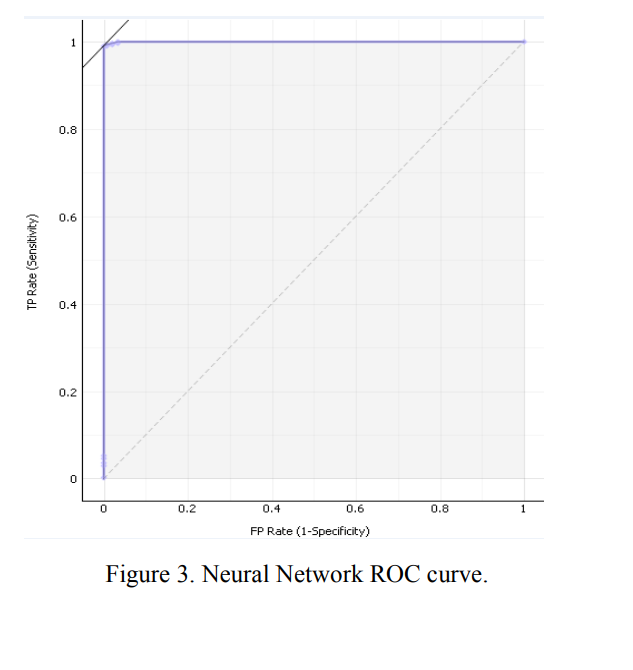 1
0.8
0.6
0.4
0.2
0
TP Rate (Sensitivity)
0 0.2 0.4 0.6 0.8 1
FP Rate (1-Specificity)
Figure 3. Neural Network ROC curve.